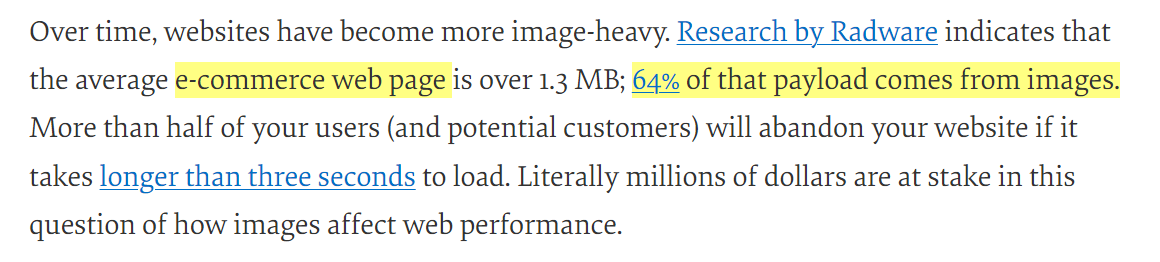 Over time, websites have become more image-heavy. Research by Radware indicates that
the average e-commerce web page is over 1.3 MB; 64% of that payload comes from images.
More than half of your users (and potential customers) will abandon your website if it
takes longer than three seconds to load. Literally millions of dollars are at stake in this
question of how images affect web performance.